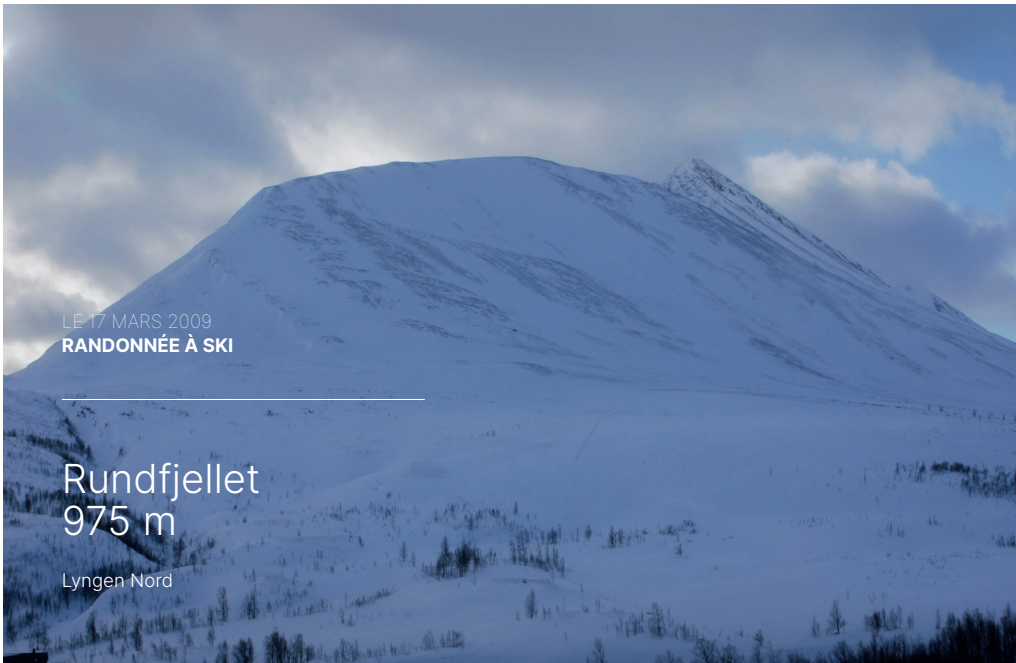 LE 17 MARS 2009
RANDONNÉE À SKI
Rundfjellet
975 m
Lyngen Nord